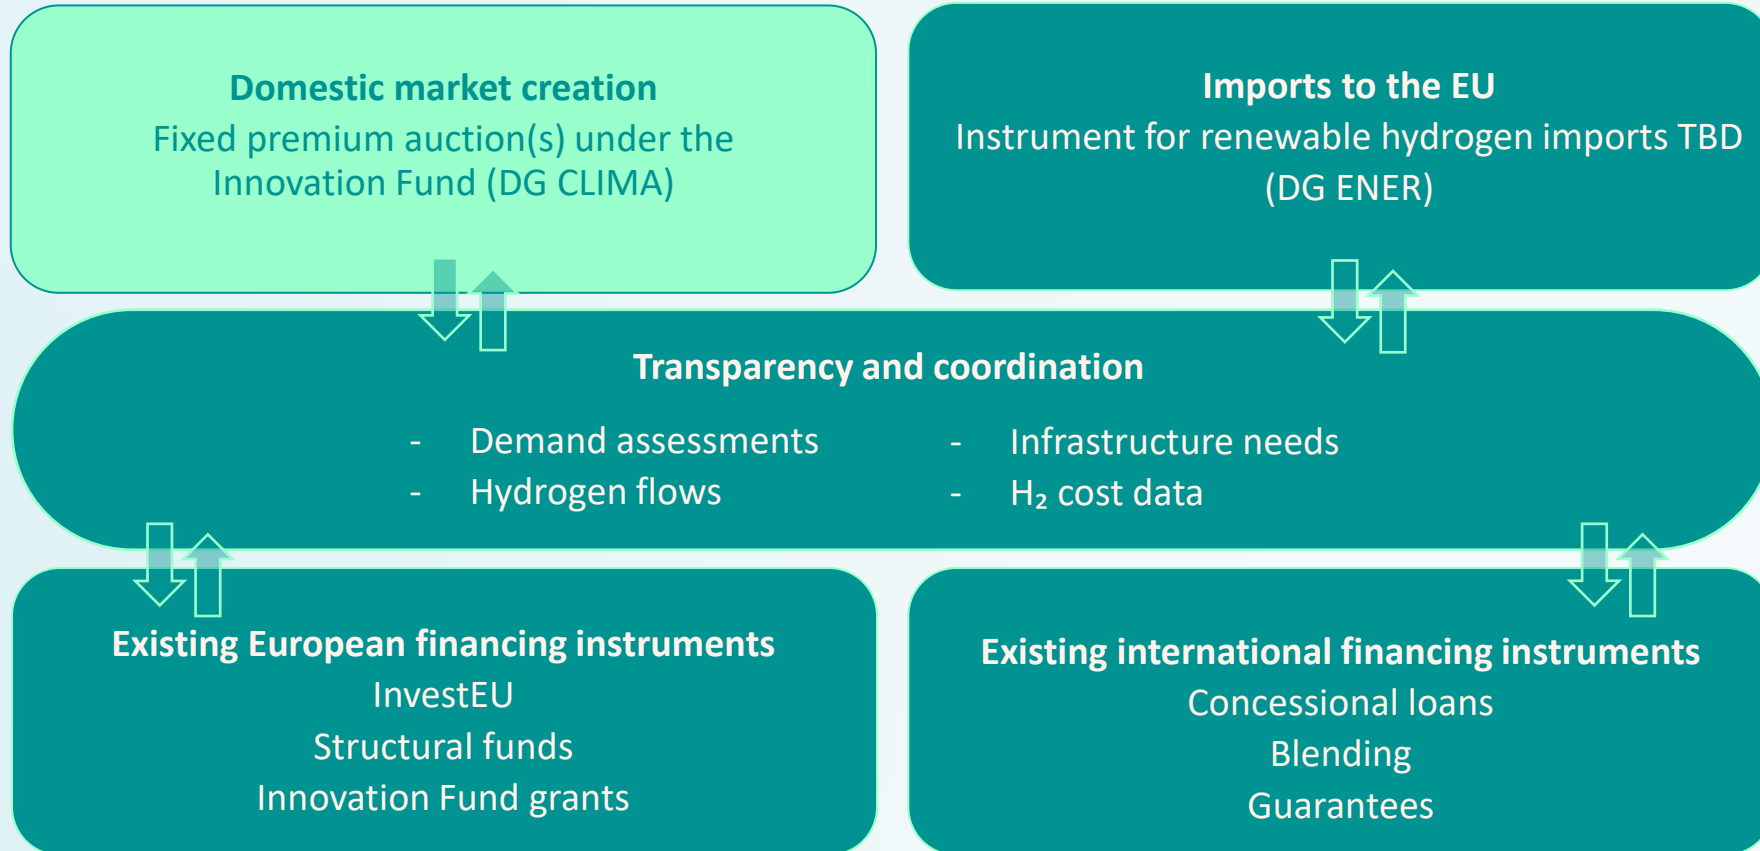 Domestic market creation
Fixed premium auction(s) under the
Innovation Fund (DG CLIMA)
Imports to the EU
Instrument for renewable hydrogen imports TBD
(DG ENER)
Transparency and coordination
- Demand assessments
- Hydrogen flows
- Infrastructure needs
- H₂ cost data
Existing European financing instruments
InvestEU
Structural funds
Innovation Fund grants
Existing international financing instruments
Concessional loans
Blending
Guarantees